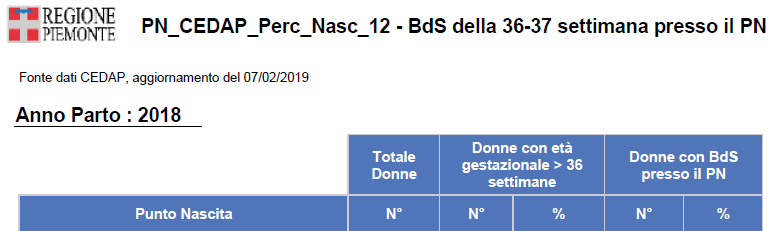 REGIONE
PIEMONTE
PN_CEDAP_Perc_Nasc_12 - BdS della 36-37 settimana presso il PN
Fonte dati CEDAP, aggiornamento del 07/02/2019
Anno Parto : 2018
Totale
Donne
Donne con età
gestazionale > 36
settimane
Donne con BdS
presso il PN
Punto Nascita N° N° % N° %